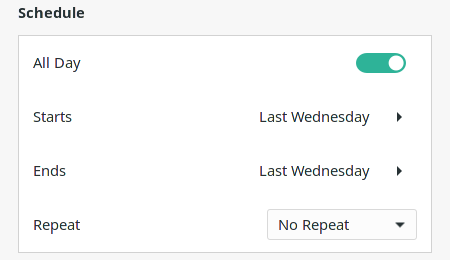 Schedule
All Day
Starts Last Wednesday
Ends Last Wednesday
Repeat No Repeat